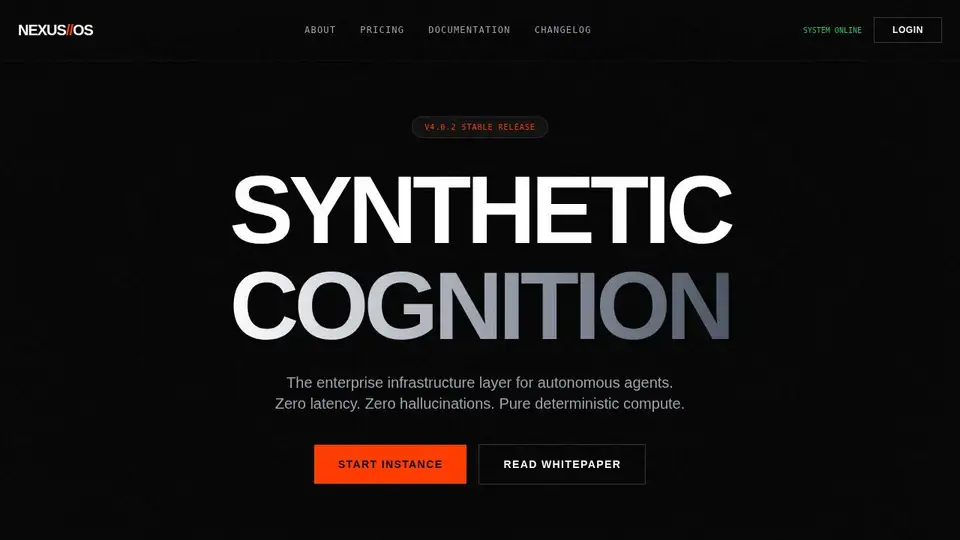 NEXUS//OS
ABOUT
PRICING
DOCUMENTATION
CHANGELOG
SYSTEM ONLINE
LOGIN
V4.0.2 STABLE RELEASE
SYNTHETIC
COGNITION
The enterprise infrastructure layer for autonomous agents.
Zero latency. Zero hallucinations. Pure deterministic compute.
START INSTANCE
READ WHITEPAPER